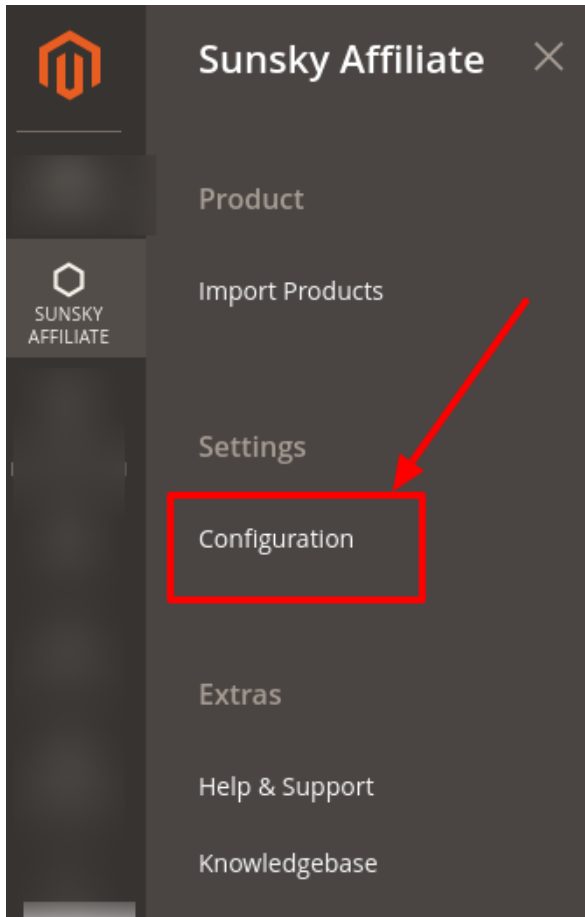 Sunsky Affiliate
Product
SUNSKY
AFFILIATE
Import Products
Settings
Configuration
Extras
Help & Support
Knowledgebase